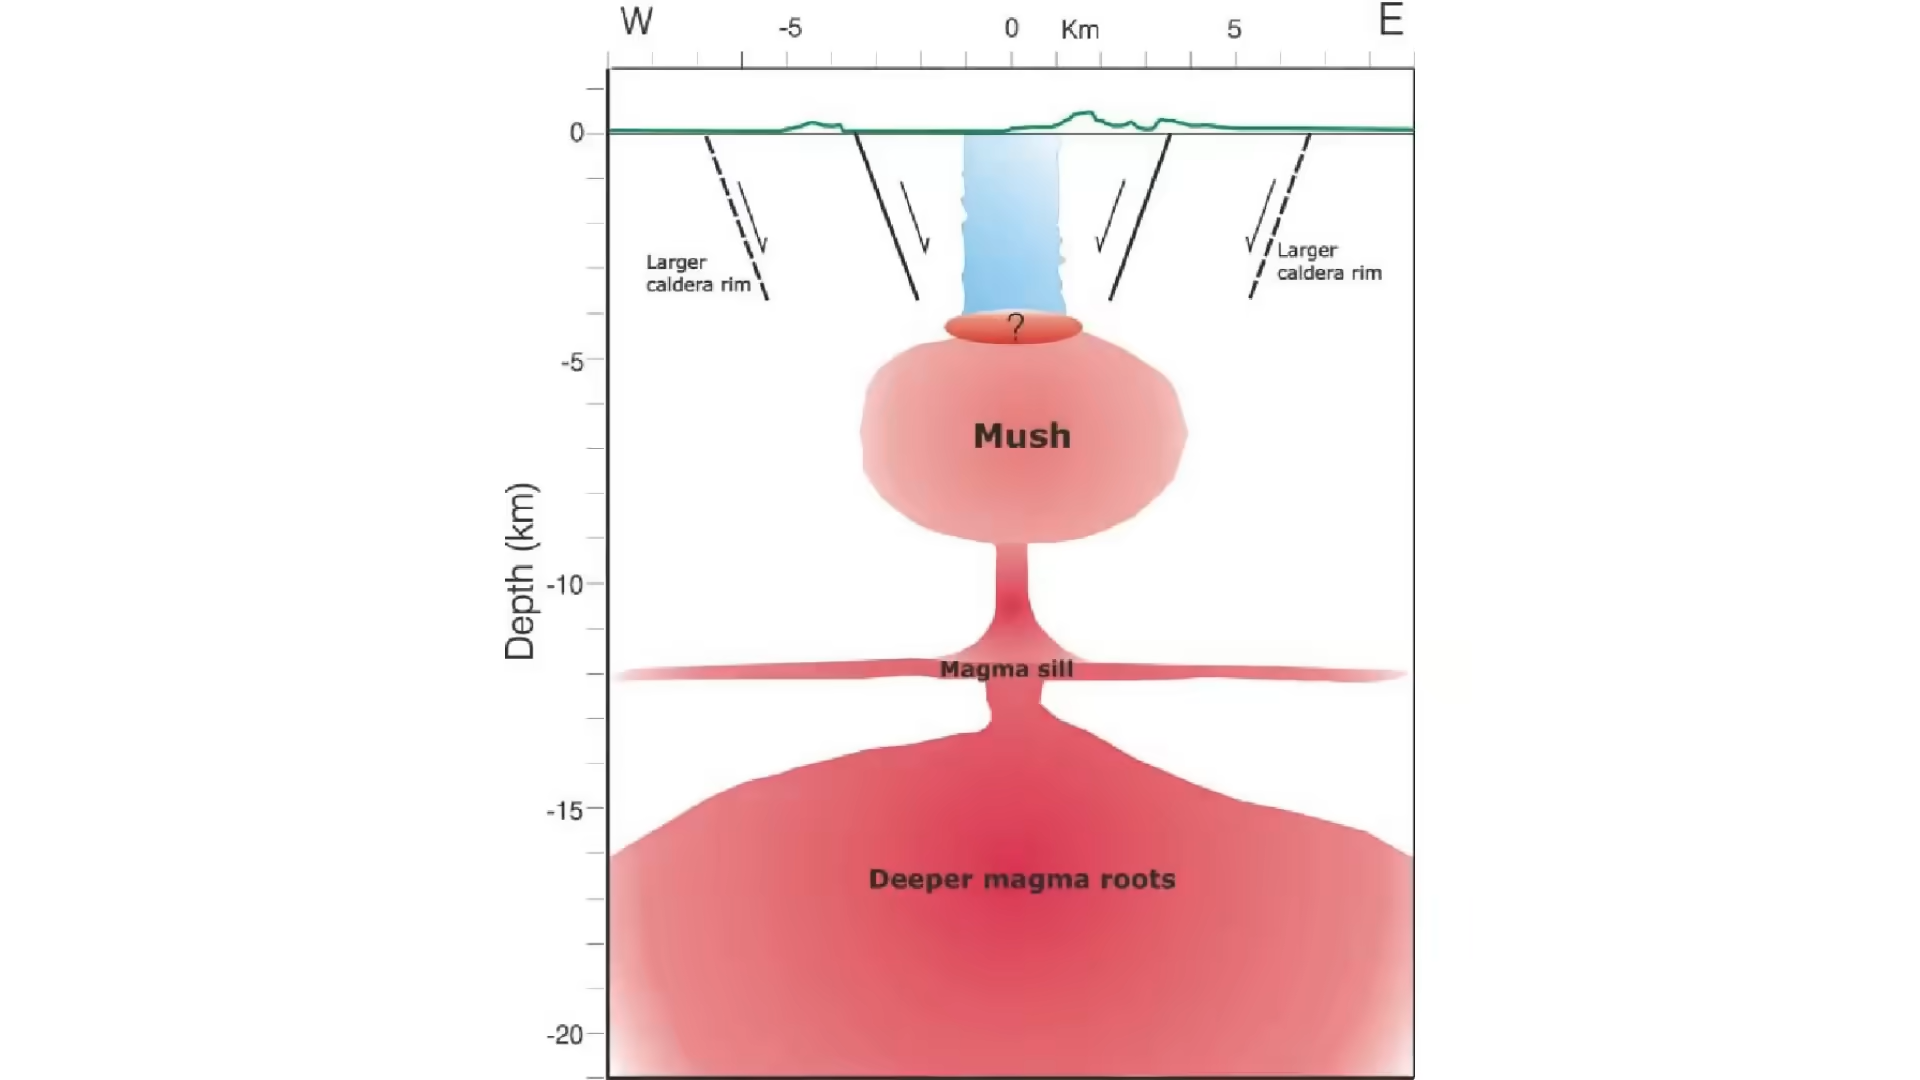 W -5 0 Km 5 E
0
Larger
caldera rim
Larger
caldera rim
?
-5
Mush
Depth (km)
-10
Magma sill
-15
Deeper magma roots
-20